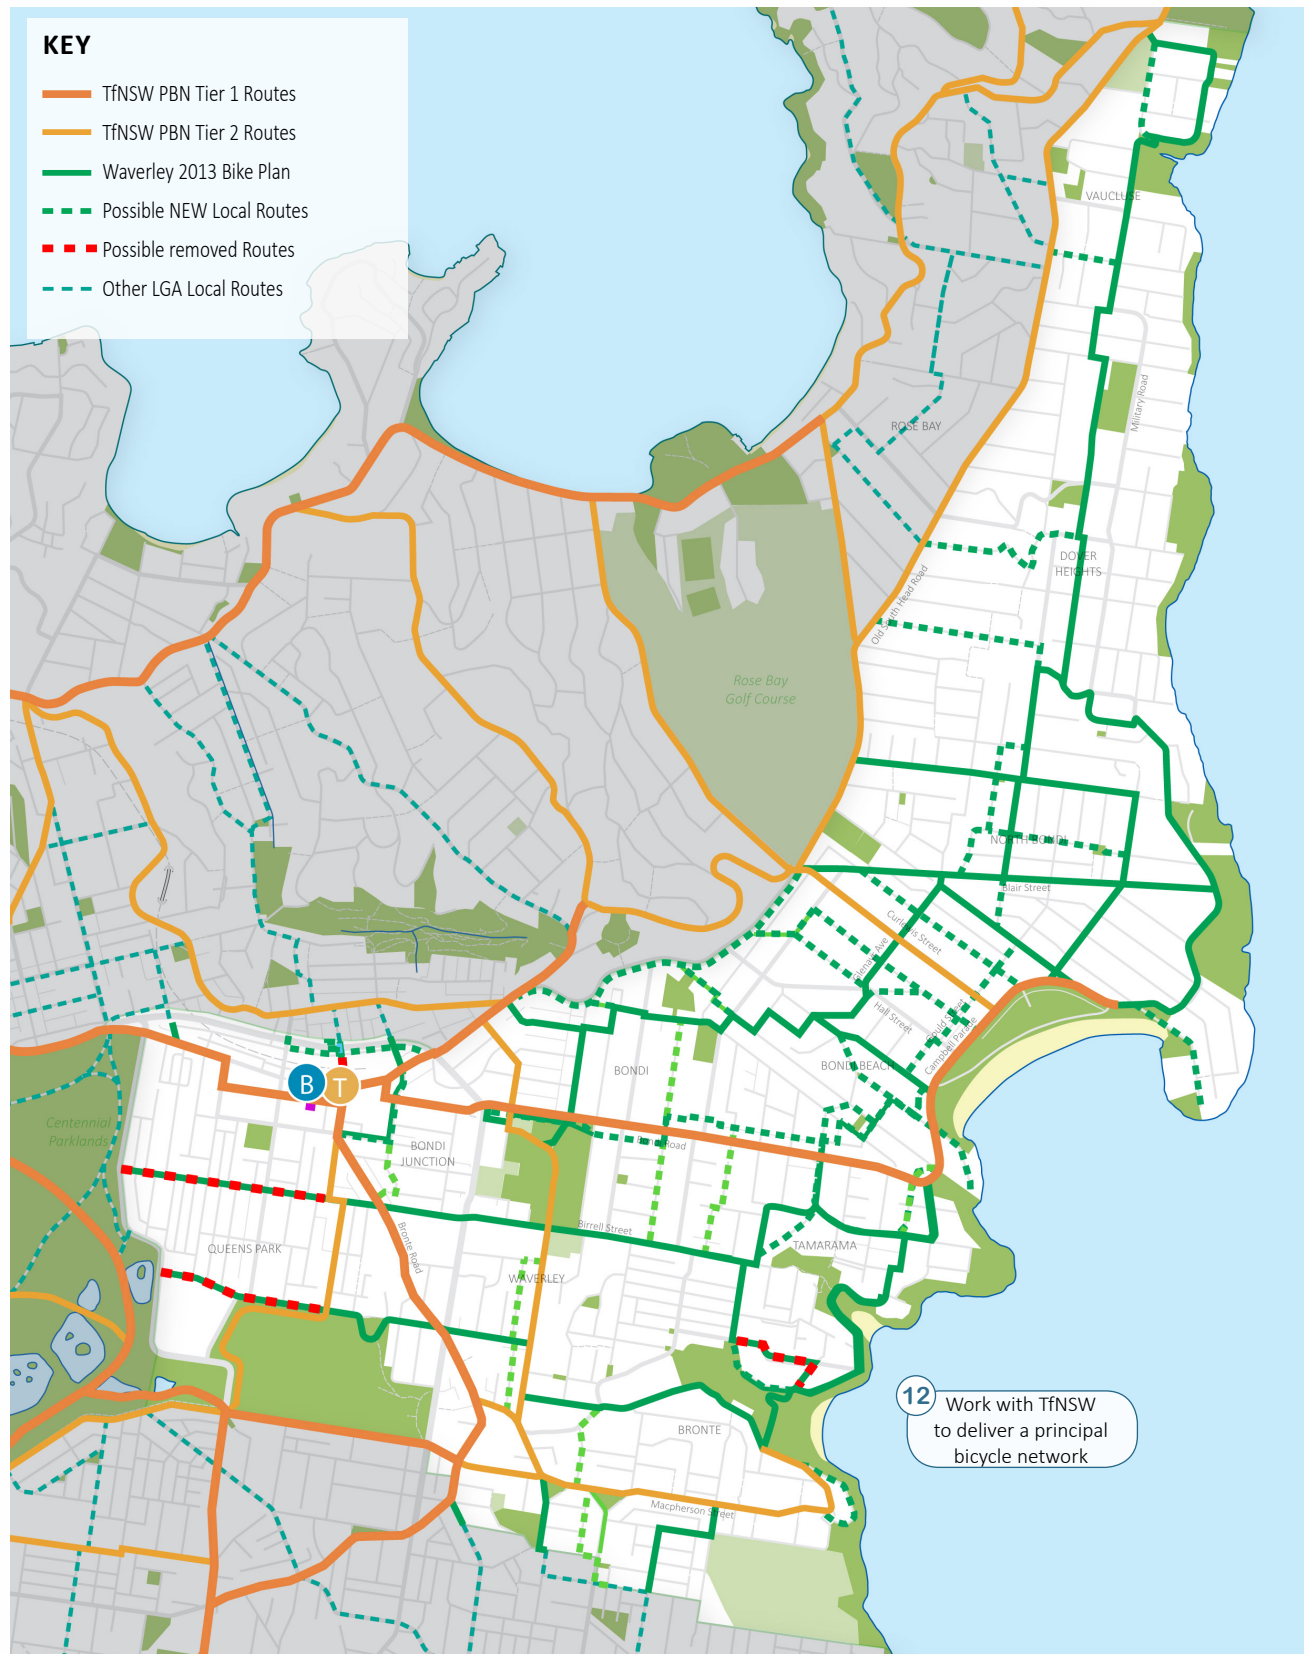 KEY
TfNSW PBN Tier 1 Routes
TfNSW PBN Tier 2 Routes
Waverley 2013 Bike Plan
Possible NEW Local Routes
Possible removed Routes
Other LGA Local Routes
VAUCLUSE
Military Road
ROSE BAY
DOVER
HEIGHTS
Old South Head Road
Rose Bay
Golf Course
NORTH BONDI
Blair Street
Curlewis Street
Glenayr Ave
Hall Street
Gould Street
Campbell Parade
BONDI BEACH
BONDI
B
T
Centennial
Parklands
BONDI
JUNCTION
Bondi Road
Birrell Street
Bronte Road
QUEENS PARK
TAMARAMA
WAVERLEY
12
Work with TfNSW
to deliver a principal
bicycle network
BRONTE
Macpherson Street